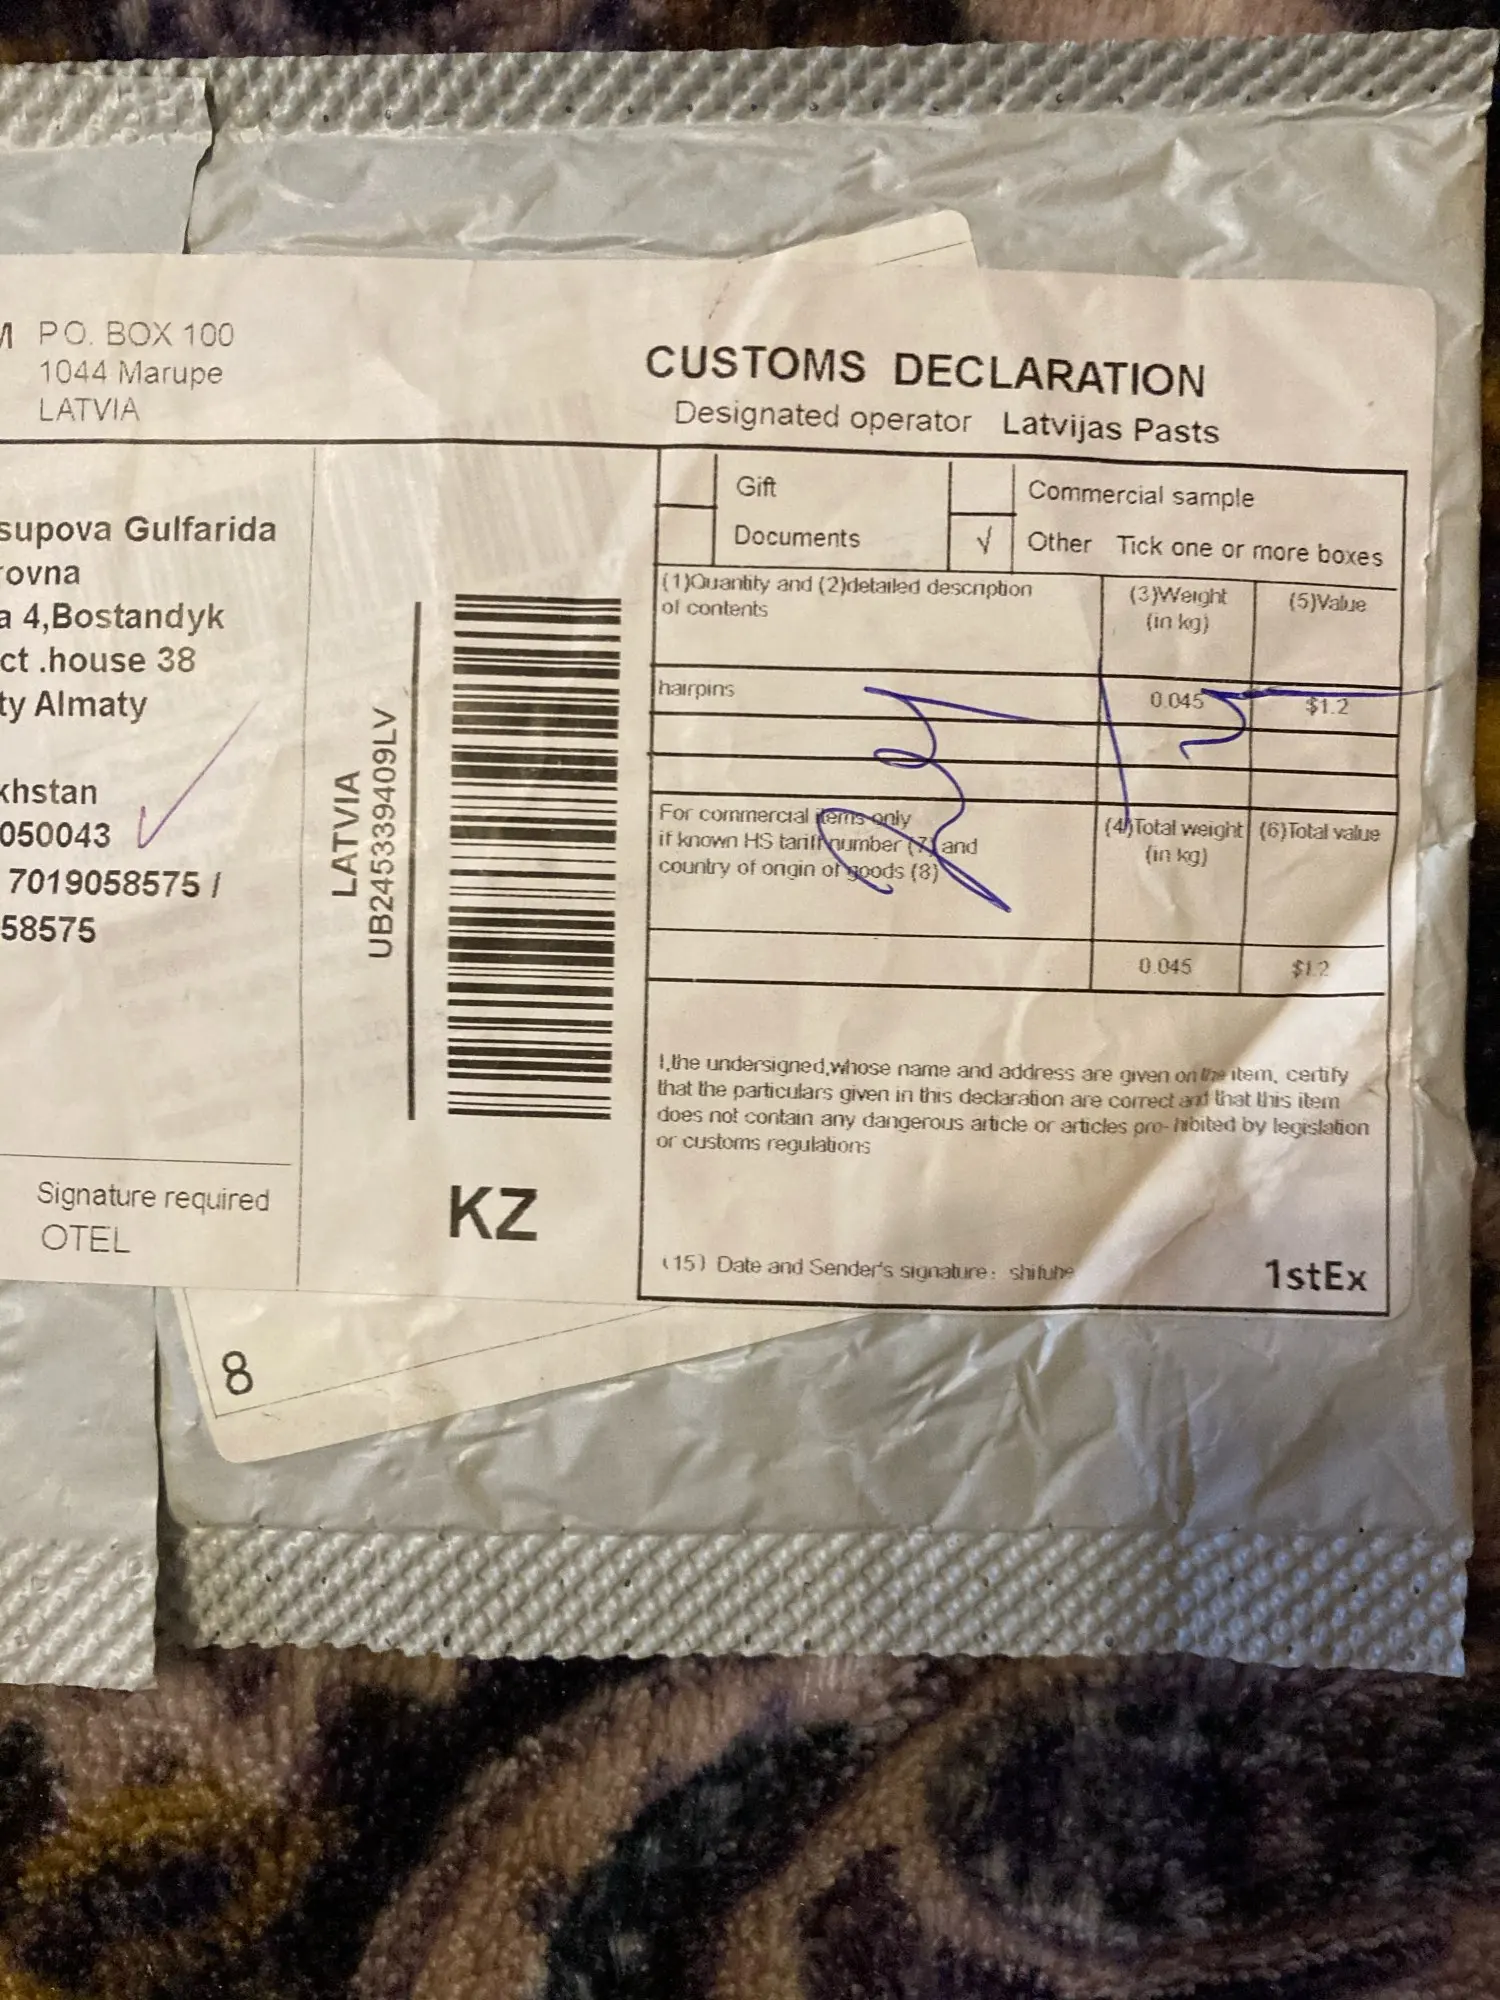 PO. BOX 100
1044 Marupe
LATVIA
CUSTOMS DECLARATION
Designated operator Latvijas Pasts
supova Gulfarida
rovna
a 4,Bostandyk
ct .house 38
ty Almaty
khstan
050043
7019058575 /
58575
Signature required
OTEL
LATVIA
UB245339409LV
KZ
Gift
Commercial sample
Documents
√ Other Tick one or more boxes
(1)Quantity and (2)detailed description
of contents
(3)Weight
(in kg)
(5)Value
hairpins 0.045 $1.2
For commercial items only
if known HS tariff number (7) and
country of origin of goods (8)
(4)Total weight
(in kg)
(6)Total value
0.045 $1.2
I,the undersigned,whose name and address are given on the item, certify
that the particulars given in this declaration are correct and that this item
does not contain any dangerous article or articles pro-hibited by legislation
or customs regulations
(15) Date and Sender's signature: shifuhe
1stEx
8